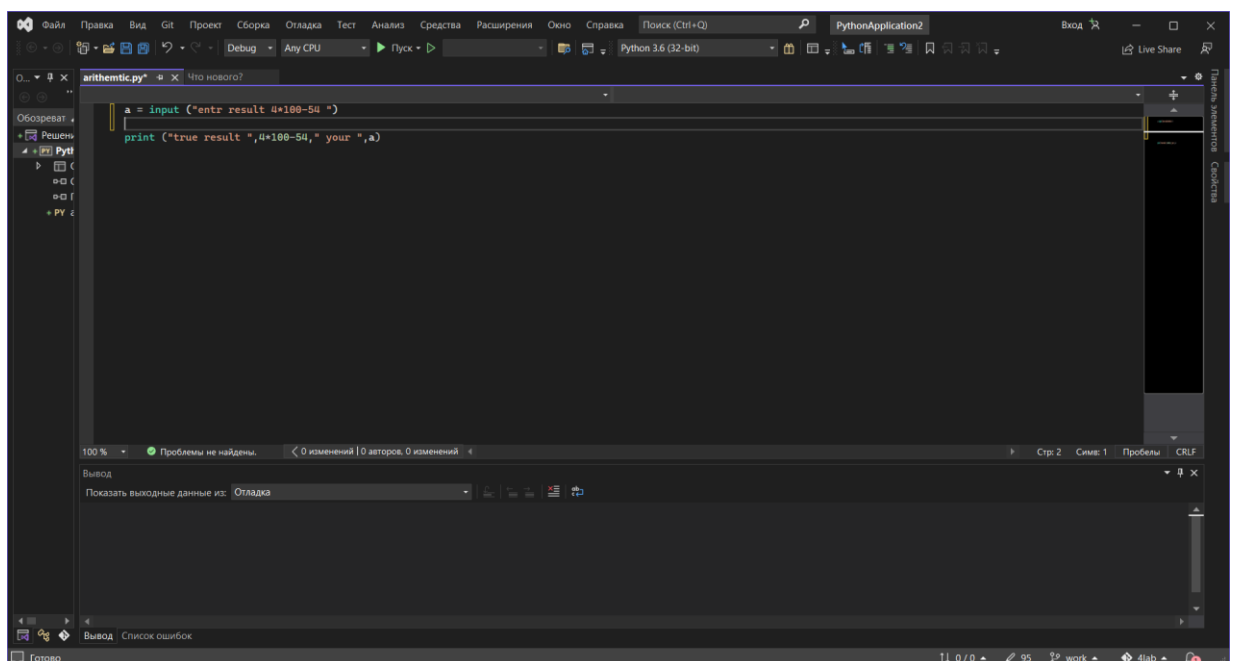 Файл Правка Вид Git Проект Сборка Отладка Тест Анализ Средства Расширения Окно Справка Поиск (Ctrl+Q) PythonApplication2 Вход
Debug Any CPU Пуск Python 3.6 (32-bit) Live Share
О... arithemtic.py* Что нового?
Обозреват
a = input ("entr result 4*100-54 ")
Решени
print ("true result ",4*100-54," your ",a)
Pyth
PY
100 % Проблемы не найдены. 0 изменений | 0 авторов, 0 изменений Стр: 2 Симв: 1 Пробелы CRLF
Вывод
Показать выходные данные из: Отладка
Вывод Список ошибок
Готово 0 / 0 95 work 4lab
Панель элементов
Свойства